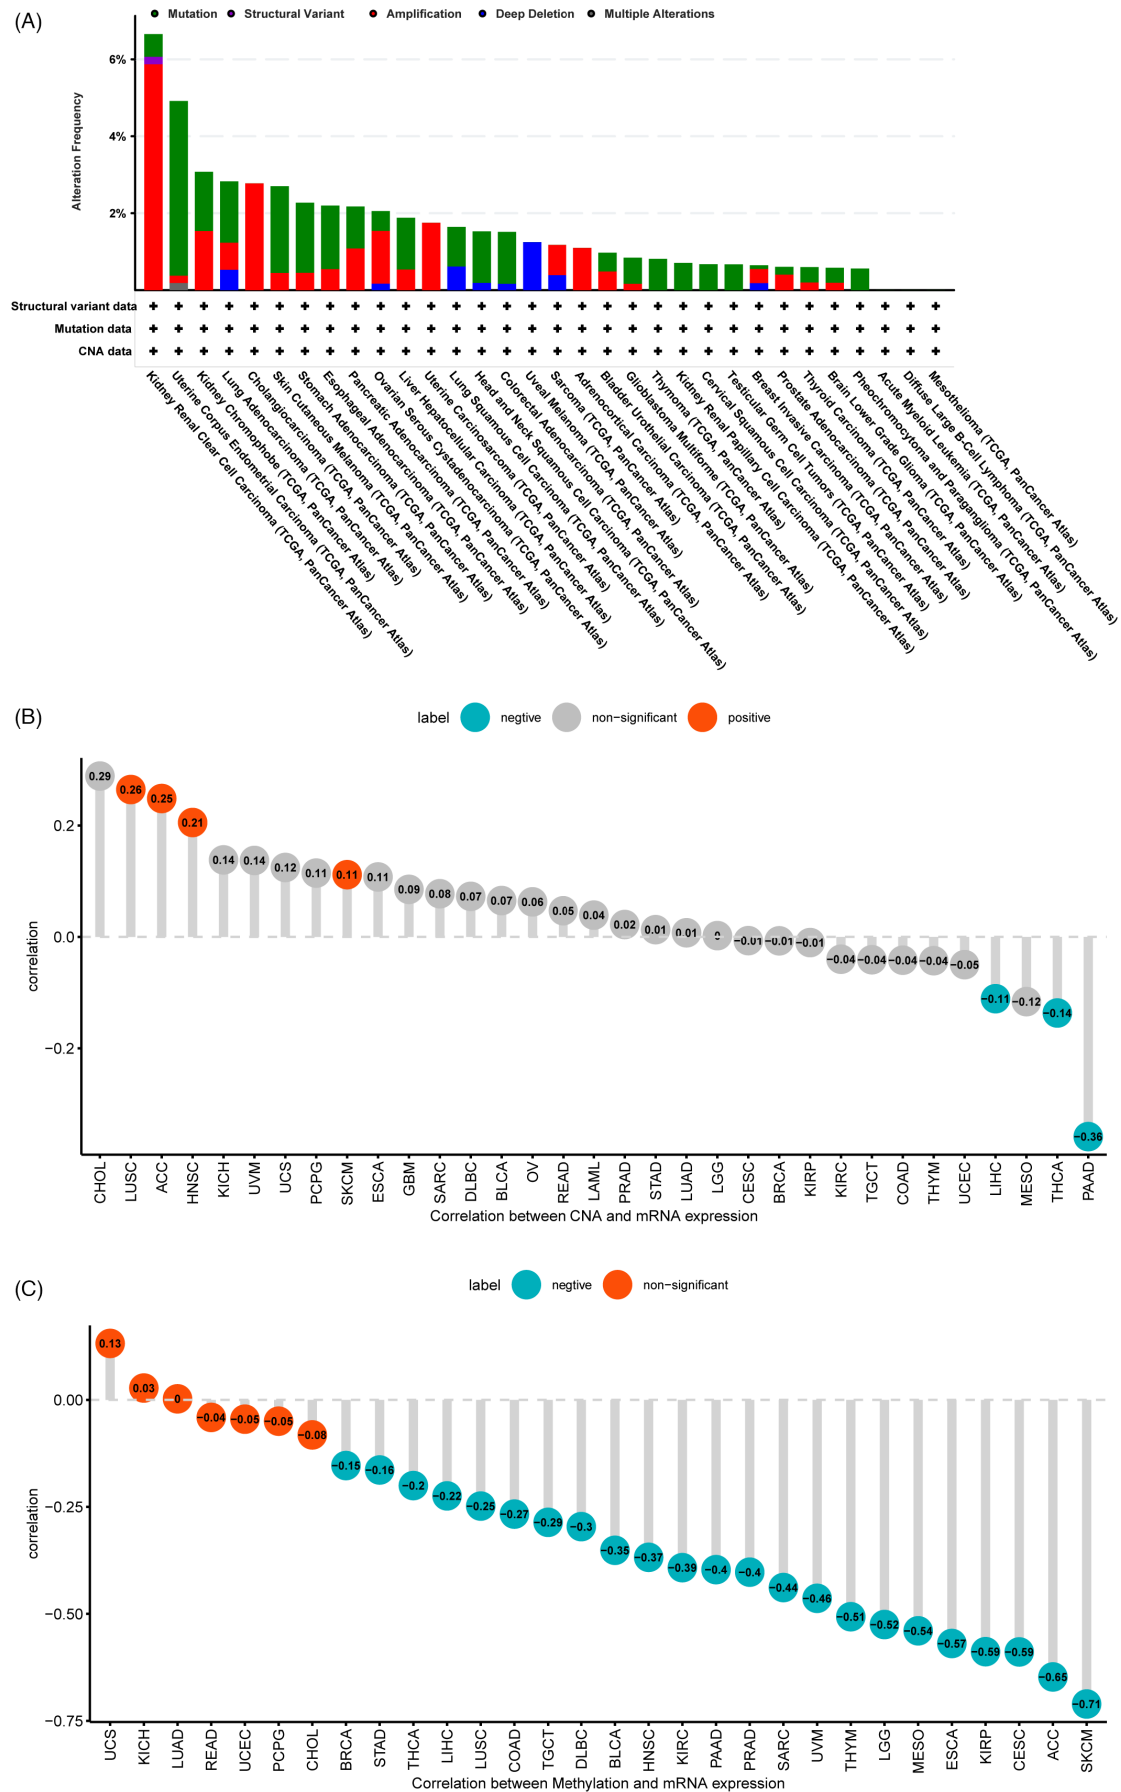 (A)
Mutation Structural Variant Amplification Deep Deletion Multiple Alterations
Alteration Frequency
6%
4%
2%
Structural variant data
Mutation data
CNA data
Kidney Renal Clear Cell Carcinoma (TCGA, PanCancer Atlas)
Uterine Corpus Endometrial Carcinoma (TCGA, PanCancer Atlas)
Kidney Chromophobe (TCGA, PanCancer Atlas)
Lung Adenocarcinoma (TCGA, PanCancer Atlas)
Cholangiocarcinoma (TCGA, PanCancer Atlas)
Skin Cutaneous Melanoma (TCGA, PanCancer Atlas)
Stomach Adenocarcinoma (TCGA, PanCancer Atlas)
Esophageal Adenocarcinoma (TCGA, PanCancer Atlas)
Pancreatic Adenocarcinoma (TCGA, PanCancer Atlas)
Ovarian Serous Cystadenocarcinoma (TCGA, PanCancer Atlas)
Liver Hepatocellular Carcinoma (TCGA, PanCancer Atlas)
Uterine Carcinosarcoma (TCGA, PanCancer Atlas)
Lung Squamous Cell Carcinoma (TCGA, PanCancer Atlas)
Head and Neck Squamous Cell Carcinoma (TCGA, PanCancer Atlas)
Colorectal Adenocarcinoma (TCGA, PanCancer Atlas)
Uveal Melanoma (TCGA, PanCancer Atlas)
Sarcoma (TCGA, PanCancer Atlas)
Adrenocortical Carcinoma (TCGA, PanCancer Atlas)
Bladder Urothelial Carcinoma (TCGA, PanCancer Atlas)
Glioblastoma Multiforme (TCGA, PanCancer Atlas)
Thymoma (TCGA, PanCancer Atlas)
Kidney Renal Papillary Cell Carcinoma (TCGA, PanCancer Atlas)
Cervical Squamous Cell Carcinoma (TCGA, PanCancer Atlas)
Testicular Germ Cell Tumors (TCGA, PanCancer Atlas)
Breast Invasive Carcinoma (TCGA, PanCancer Atlas)
Prostate Adenocarcinoma (TCGA, PanCancer Atlas)
Thyroid Carcinoma (TCGA, PanCancer Atlas)
Brain Lower Grade Glioma (TCGA, PanCancer Atlas)
Pheochromocytoma and Paraganglioma (TCGA, PanCancer Atlas)
Acute Myeloid Leukemia (TCGA, PanCancer Atlas)
Diffuse Large B-Cell Lymphoma (TCGA, PanCancer Atlas)
Mesothelioma (TCGA, PanCancer Atlas)
(B)
label negtive non−significant positive
correlation
0.2
0.0
−0.2
0.29 0.26 0.25 0.21 0.14 0.14 0.12 0.11 0.11 0.11 0.09 0.08 0.07 0.07 0.06 0.05 0.04 0.02 0.01 0.01 0 −0.01 −0.01 −0.01 −0.04 −0.04 −0.04 −0.04 −0.05 −0.11 −0.12 −0.14 −0.36
CHOL LUSC ACC HNSC KICH UVM UCS PCPG SKCM ESCA GBM SARC DLBC BLCA OV READ LAML PRAD STAD LUAD LGG CESC BRCA KIRP KIRC TGCT COAD THYM UCEC LIHC MESO THCA PAAD
Correlation between CNA and mRNA expression
(C)
label negtive non−significant
correlation
0.00
−0.25
−0.50
−0.75
0.13 0.03 0 −0.04 −0.05 −0.05 −0.08 −0.15 −0.16 −0.2 −0.22 −0.25 −0.27 −0.29 −0.3 −0.35 −0.37 −0.39 −0.4 −0.4 −0.44 −0.46 −0.51 −0.52 −0.54 −0.57 −0.59 −0.59 −0.65 −0.71
UCS KICH LUAD READ UCEC PCPG CHOL BRCA STAD THCA LIHC LUSC COAD TGCT DLBC BLCA HNSC KIRC PAAD PRAD SARC UVM THYM LGG MESO ESCA KIRP CESC ACC SKCM
Correlation between Methylation and mRNA expression